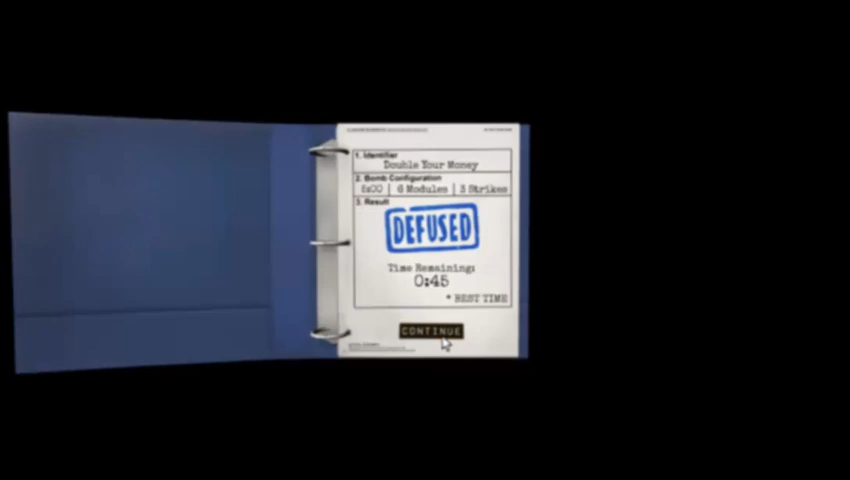 1. Identifier
Double Your Money
2. Bomb Configuration
5:00 | 6 Modules | 3 Strikes
3. Result
DEFUSED
Time Remaining:
0:45
* BEST TIME
CONTINUE